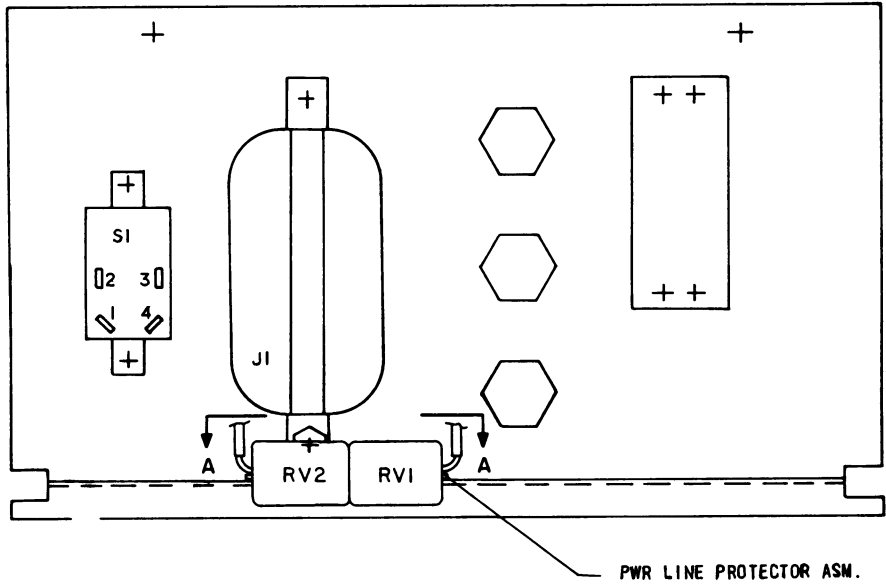 S1
2 3
1 4
J1
A A
RV2 RV1
PWR LINE PROTECTOR ASM.